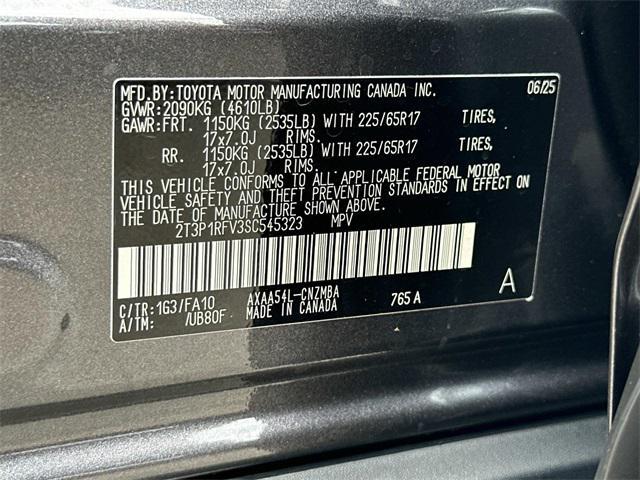 MFD.BY:TOYOTA MOTOR MANUFACTURING CANADA INC. 06/25
GVWR:2090KG (4610LB)
GAWR:FRT. 1150KG (2535LB) WITH 225/65R17 TIRES,
17x7.0J RIMS.
RR. 1150KG (2535LB) WITH 225/65R17 TIRES,
17x7.0J RIMS.
THIS VEHICLE CONFORMS TO ALL APPLICABLE FEDERAL MOTOR
VEHICLE SAFETY AND THEFT PREVENTION STANDARDS IN EFFECT ON
THE DATE OF MANUFACTURE SHOWN ABOVE.
2T3P1RFV3SC545323 MPV
C/TR:1G3/FA10 AXAA54L-CNZMBA 765A A
A/TM: /UB80F MADE IN CANADA